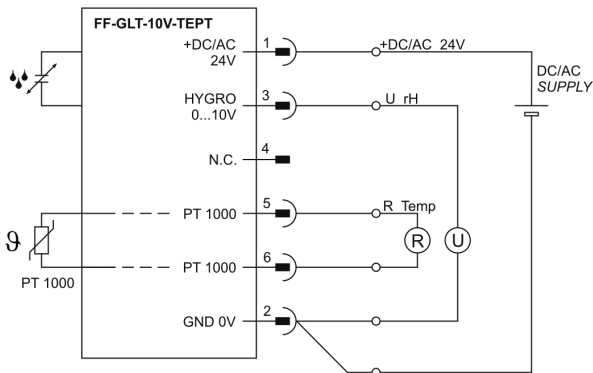 FF-GLT-10V-TEPT
+DC/AC 24V
1
+DC/AC 24V
DC/AC
SUPPLY
HYGRO
0...10V
3
U rH
N.C.
4
PT 1000
5
R Temp
R
U
ϑ
PT 1000
PT 1000
6
GND 0V
2